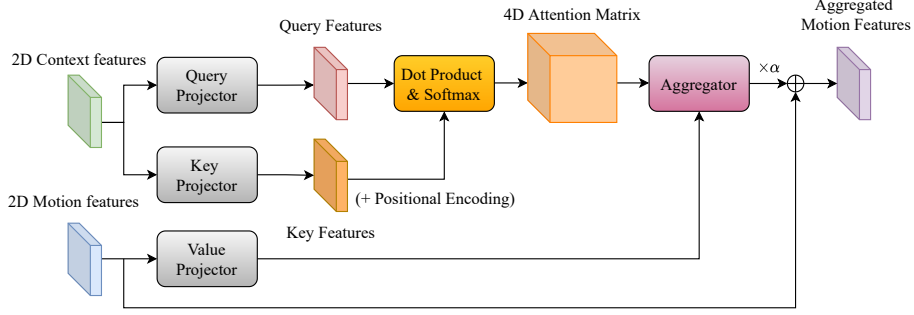 Aggregated
Motion Features
4D Attention Matrix
Query Features
2D Context features
Query
Projector
Dot Product
& Softmax
Aggregator
×α
Key
Projector
(+ Positional Encoding)
2D Motion features
Key Features
Value
Projector